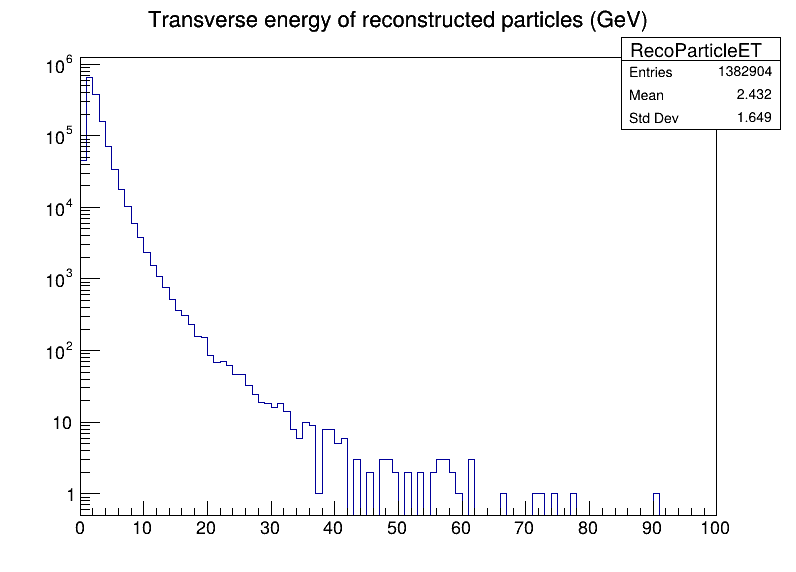 Transverse energy of reconstructed particles (GeV)
RecoParticleET
Entries 1382904
Mean 2.432
Std Dev 1.649
10^6
10^5
10^4
10^3
10^2
10
1
0 10 20 30 40 50 60 70 80 90 100